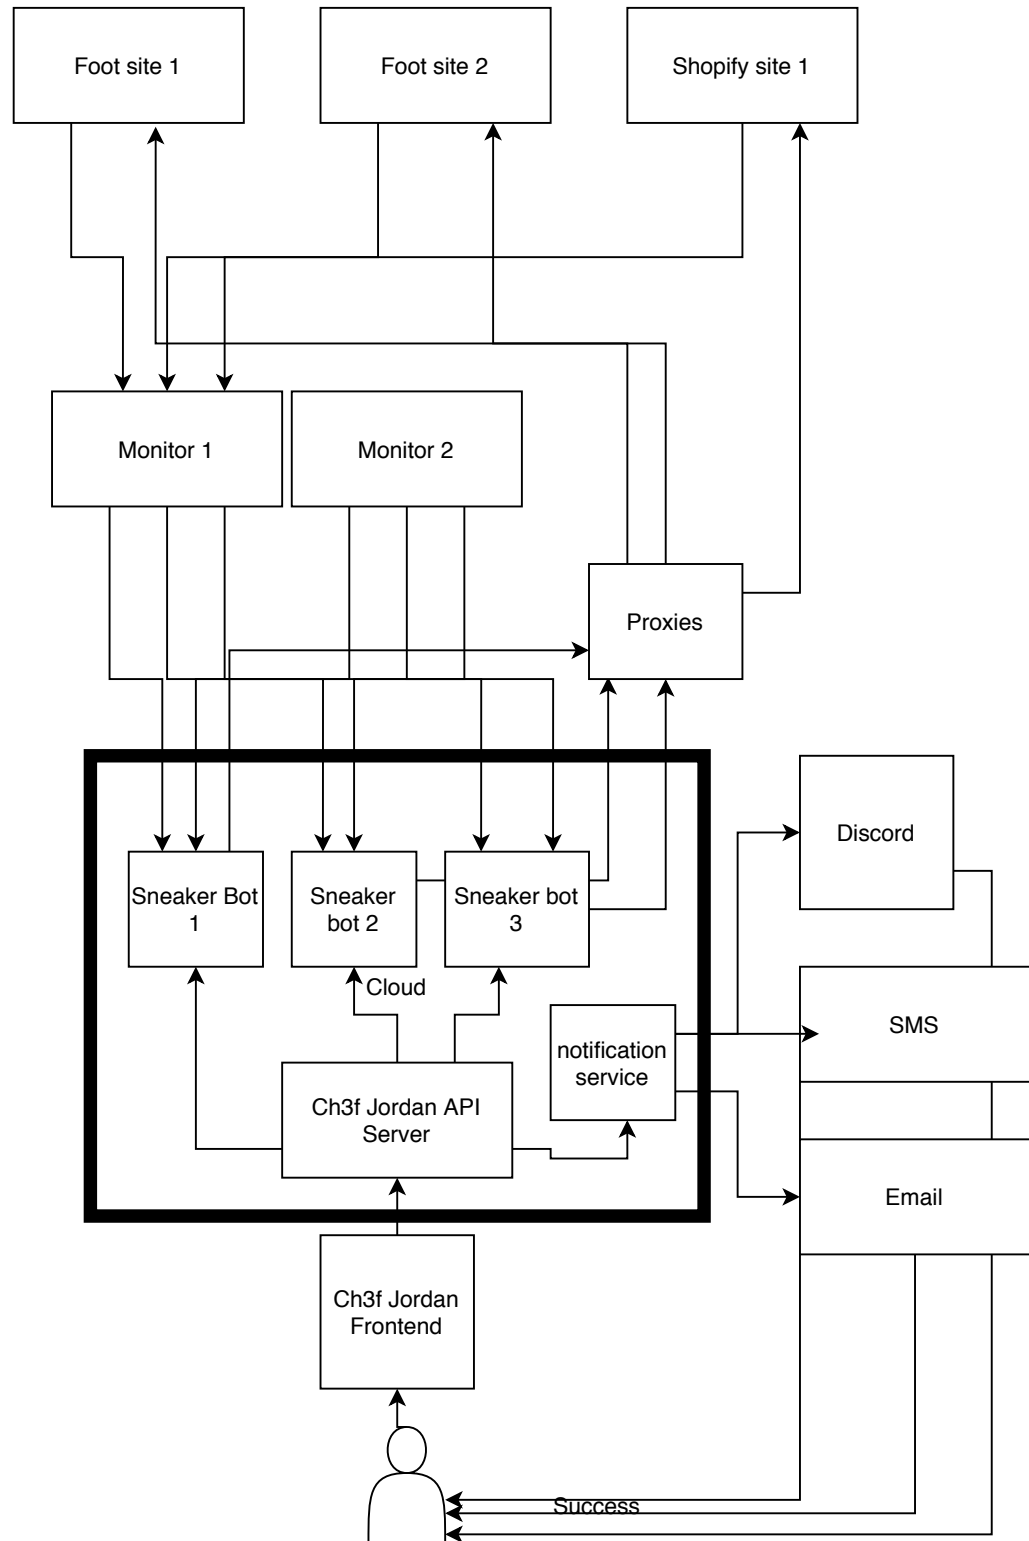 Foot site 1
Foot site 2
Shopify site 1
Monitor 1
Monitor 2
Proxies
Discord
Sneaker Bot
1
Sneaker
bot 2
Sneaker bot
3
Cloud
SMS
notification
service
Ch3f Jordan API
Server
Email
Ch3f Jordan
Frontend
Success